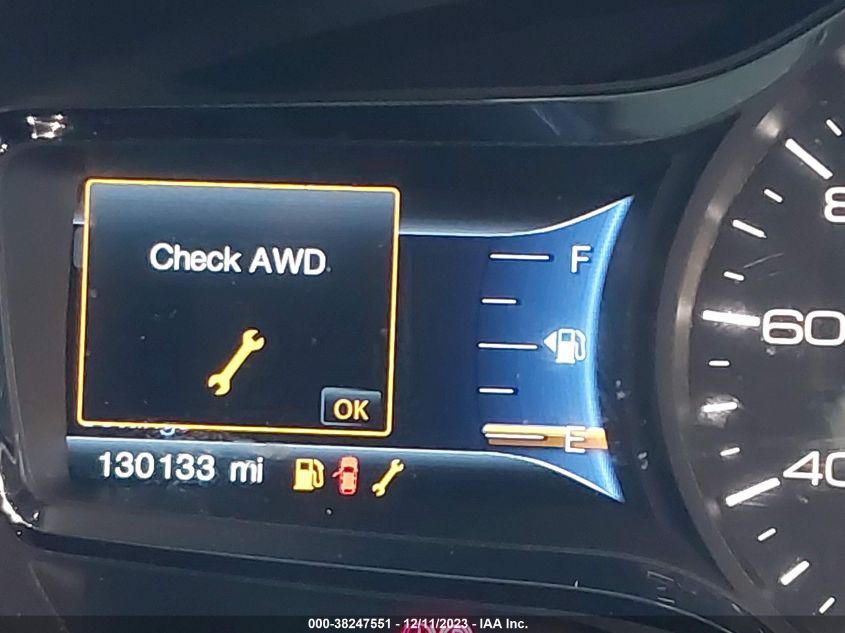 Check AWD
OK
F
E
130133 mi
8
60
40
000-38247551 - 12/11/2023 - IAA Inc.